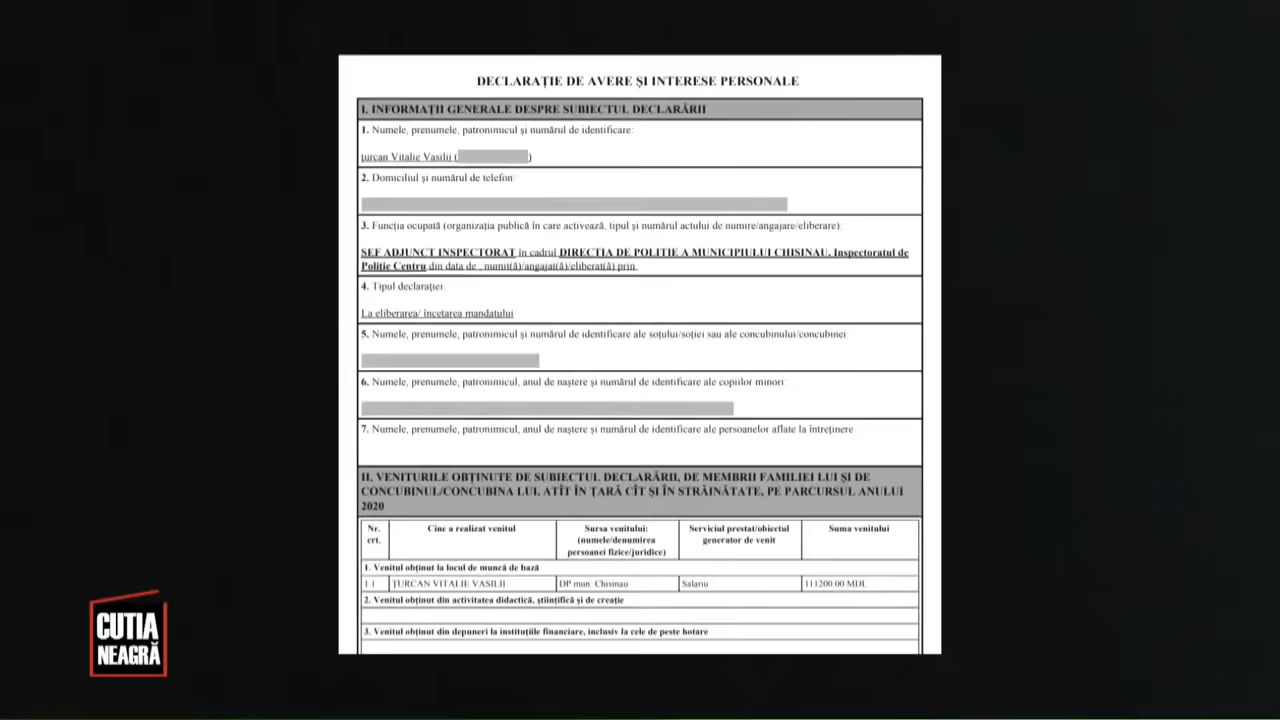 DECLARAȚIE DE AVERE ȘI INTERESE PERSONALE
I. INFORMAȚII GENERALE DESPRE SUBIECTUL DECLARĂRII
1. Numele, prenumele, patronimicul și numărul de identificare:
țurcan Vitalie Vasilii ( )
2. Domiciliul și numărul de telefon:
3. Funcția ocupată (organizația publică în care activează, tipul și numărul actului de numire/angajare/eliberare):
SEF ADJUNCT INSPECTORAT în cadrul DIRECTIA DE POLITIE A MUNICIPIULUI CHISINAU, Inspectoratul de
Politie Centru din data de , numit(ă)/angajat(ă)/eliberat(ă) prin
4. Tipul declarației:
La eliberarea/ încetarea mandatului
5. Numele, prenumele, patronimicul și numărul de identificare ale soțului/soției sau ale concubinului/concubinei
6. Numele, prenumele, patronimicul, anul de naștere și numărul de identificare ale copiilor minori:
7. Numele, prenumele, patronimicul, anul de naștere și numărul de identificare ale persoanelor aflate la întreținere
II. VENITURILE OBȚINUTE DE SUBIECTUL DECLARĂRII, DE MEMBRII FAMILIEI LUI ȘI DE
CONCUBINUL/CONCUBINA LUI, ATÎT ÎN ȚARĂ CÎT ȘI ÎN STRĂINĂTATE, PE PARCURSUL ANULUI
2020
Nr. crt. Cine a realizat venitul Sursa venitului: (numele/denumirea persoanei fizice/juridice) Serviciul prestat/obiectul generator de venit Suma venitului
1. Venitul obținut la locul de muncă de bază
1.1 ȚURCAN VITALIE VASILII DP mun. Chisinau Salariu 111200.00 MDL
2. Venitul obținut din activitatea didactică, științifică și de creație
3. Venitul obținut din depuneri la instituțiile financiare, inclusiv la cele de peste hotare
CUTIA
NEAGRĂ